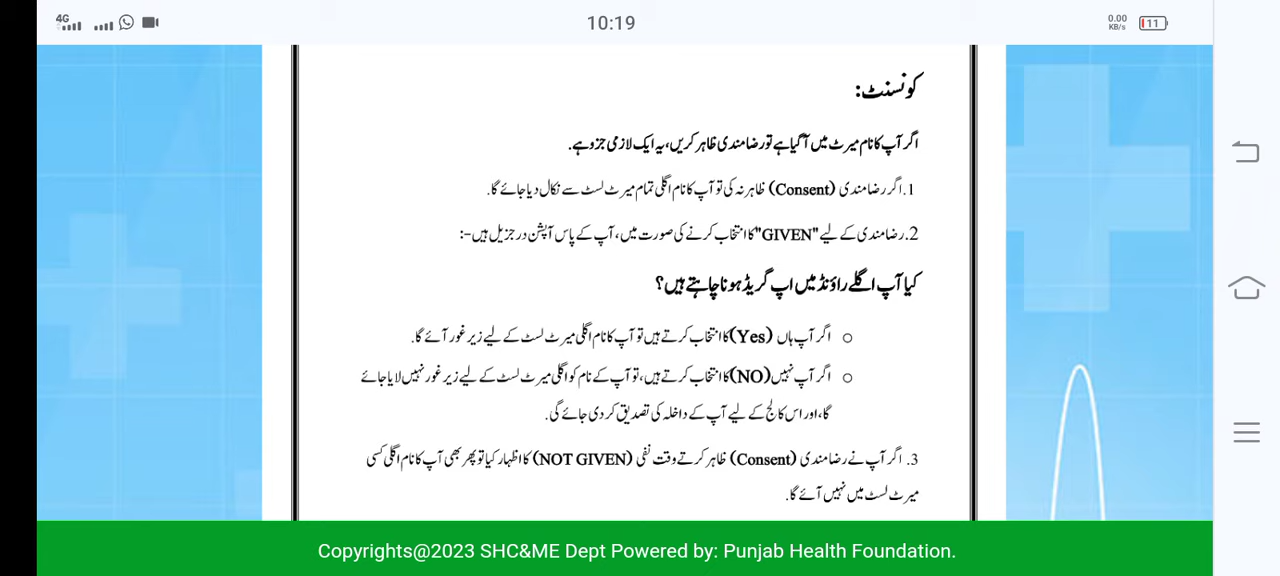 4G
10:19
0.00
KB/s
11
کونسنٹ:
اگر آپ کا نام میرٹ میں آگیا ہے تو رضامندی ظاہر کریں، یہ ایک لازمی جزو ہے۔
1. اگر رضامندی (Consent) ظاہر نہ کی تو آپ کا نام اگلی تمام میرٹ لسٹ سے نکال دیا جائے گا۔
2. رضامندی کے لیے "GIVEN" کا انتخاب کرنے کی صورت میں، آپ کے پاس آپشن درجزیل ہیں :-
کیا آپ اگلے راؤنڈ میں اپ گریڈ ہونا چاہتے ہیں؟
○ اگر آپ ہاں (Yes) کا انتخاب کرتے ہیں تو آپ کا نام اگلی میرٹ لسٹ کے لیے زیر غور آئے گا۔
○ اگر آپ نہیں (NO) کا انتخاب کرتے ہیں، تو آپ کے نام کو اگلی میرٹ لسٹ کے لیے زیر غور نہیں لایا جائے
گا، اور اس کالج کے لیے آپ کے داخلہ کی تصدیق کر دی جائے گی۔
3. اگر آپ نے رضامندی (Consent) ظاہر کرتے وقت نفی (NOT GIVEN) کا اظہار کیا تو پھر بھی آپ کا نام اگلی کسی
میرٹ لسٹ میں نہیں آئے گا۔
Copyrights@2023 SHC&ME Dept Powered by: Punjab Health Foundation.